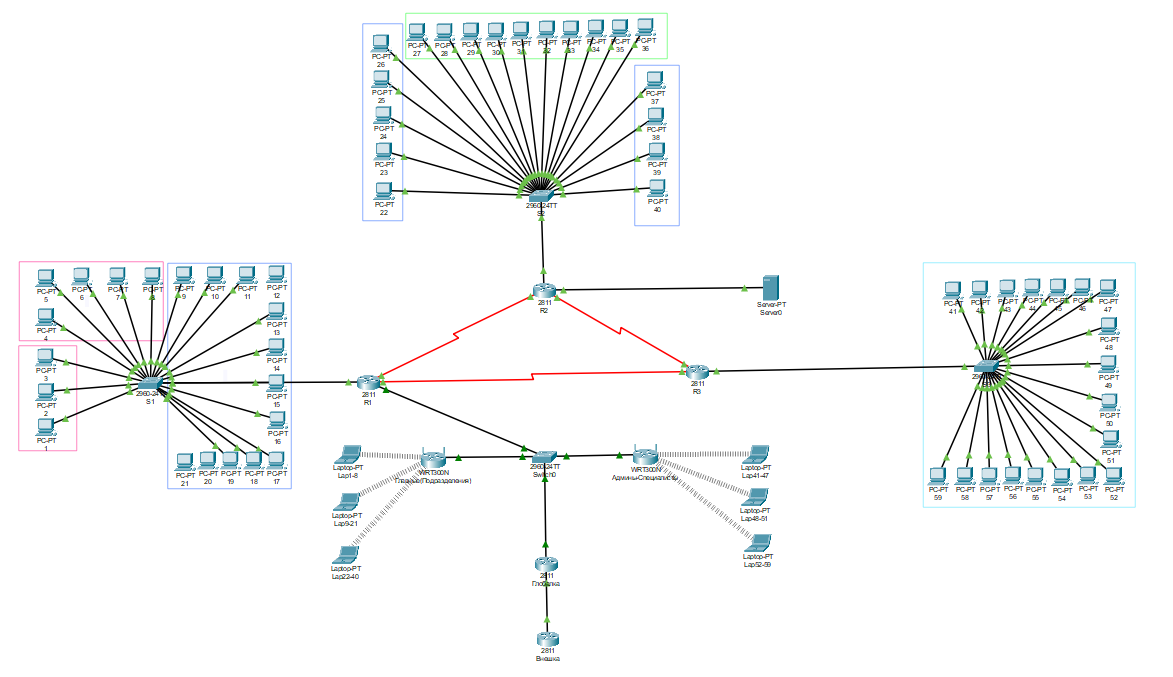 PC-PT
26
PC-PT
25
PC-PT
24
PC-PT
23
PC-PT
22
PC-PT
27
PC-PT
28
PC-PT
29
PC-PT
30
PC-PT
PC-PT
32
PC-PT
33
PC-PT
34
PC-PT
35
PC-PT
36
PC-PT
37
PC-PT
38
PC-PT
39
PC-PT
40
2960-24TT
S2
2811
R2
Server-PT
Server0
PC-PT
5
PC-PT
6
PC-PT
7
PC-PT
PC-PT
4
PC-PT
3
PC-PT
2
PC-PT
1
PC-PT
9
PC-PT
10
PC-PT
11
PC-PT
12
PC-PT
13
PC-PT
14
PC-PT
15
PC-PT
16
PC-PT
17
PC-PT
18
PC-PT
19
PC-PT
20
PC-PT
21
S1
2811
R1
2811
R3
PC-PT
41
PC-PT
PC-PT
43
PC-PT
44
PC-PT
45
PC-PT
46
PC-PT
47
PC-PT
48
PC-PT
49
PC-PT
50
PC-PT
51
PC-PT
52
PC-PT
53
PC-PT
54
PC-PT
55
PC-PT
56
PC-PT
57
PC-PT
58
PC-PT
59
Laptop-PT
Lap1-8
Laptop-PT
Lap9-21
Laptop-PT
Lap22-40
WRT300N
Главные(Подразделения)
2960-24TT
Switch0
WRT300N
Админы-Специалисты
Laptop-PT
Lap41-47
Laptop-PT
Lap48-51
Laptop-PT
Lap52-59
2811
Глобалка
2811
Внешка